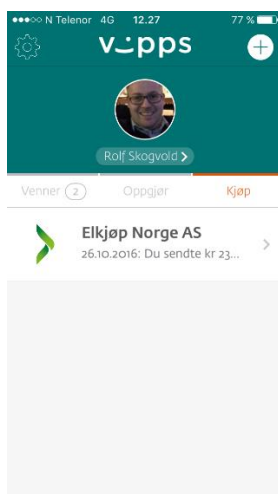 N Telenor 4G 12.27 77 %
vipps
Rolf Skogvold >
Venner 2 Oppgjør Kjøp
Elkjøp Norge AS
26.10.2016: Du sendte kr 23...